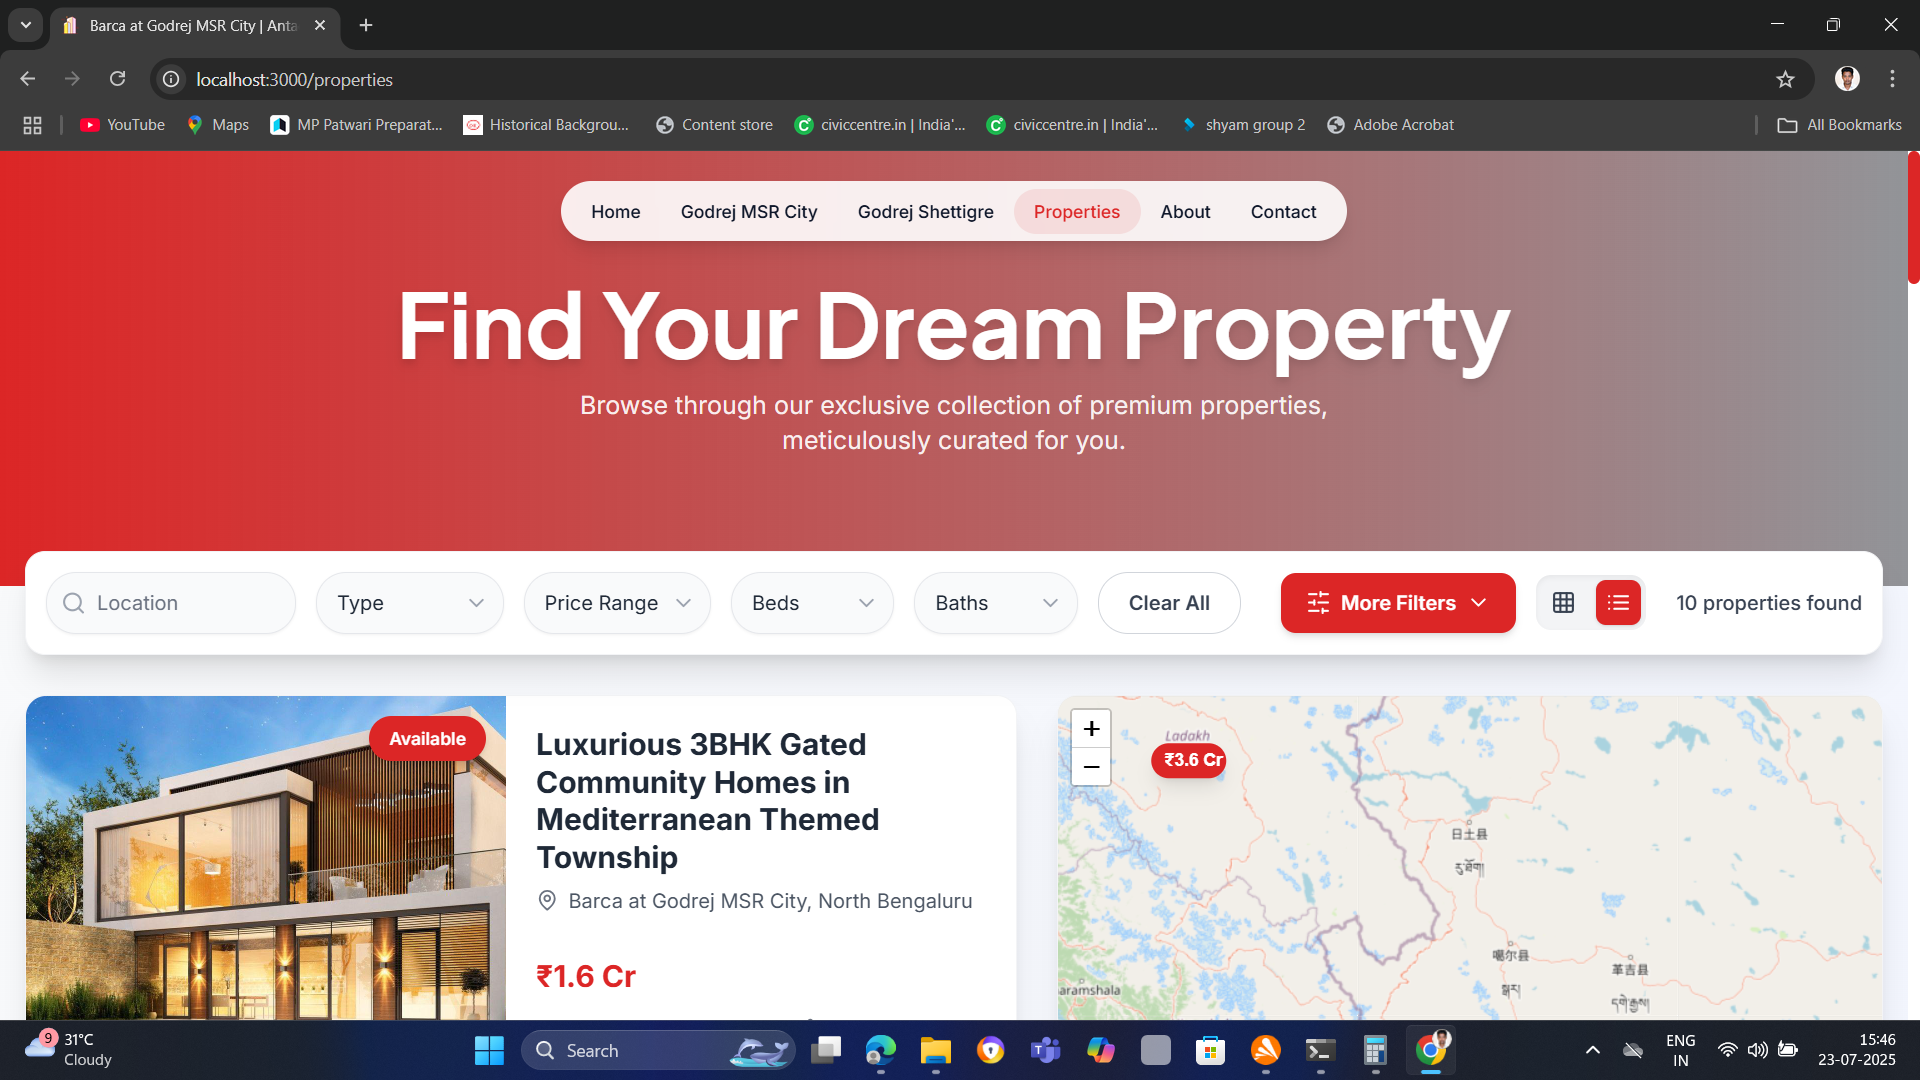 Barca at Godrej MSR City | Anta
localhost:3000/properties
YouTube
Maps
MP Patwari Preparat...
Historical Backgrou...
Content store
civiccentre.in | India'...
civiccentre.in | India'...
shyam group 2
Adobe Acrobat
All Bookmarks
Home
Godrej MSR City
Godrej Shettigre
Properties
About
Contact
Find Your Dream Property
Browse through our exclusive collection of premium properties,
meticulously curated for you.
Location
Type
Price Range
Beds
Baths
Clear All
More Filters
10 properties found
Available
Luxurious 3BHK Gated
Community Homes in
Mediterranean Themed
Township
Barca at Godrej MSR City, North Bengaluru
₹1.6 Cr
+
−
Ladakh
₹3.6 Cr
日土县
噶尔县
革吉县
aramshala
9
31°C
Cloudy
Search
ENG
IN
15:46
23-07-2025